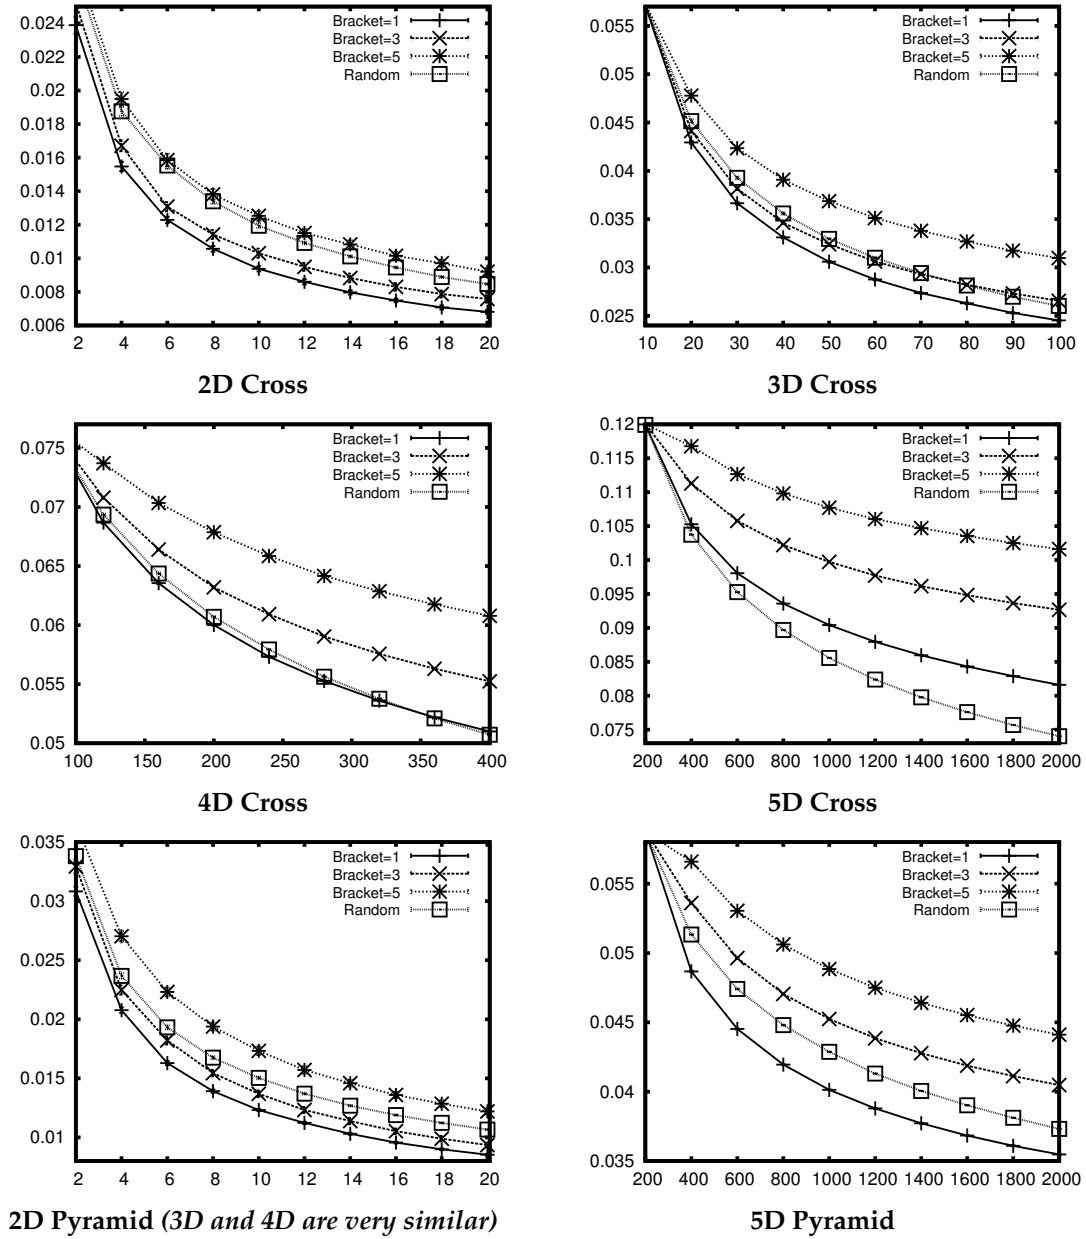 0.024
0.022
0.02
0.018
0.016
0.014
0.012
0.01
0.008
0.006
2 4 6 8 10 12 14 16 18 20
Bracket=1
Bracket=3
Bracket=5
Random
2D Cross
0.055
0.05
0.045
0.04
0.035
0.03
0.025
10 20 30 40 50 60 70 80 90 100
Bracket=1
Bracket=3
Bracket=5
Random
3D Cross
0.075
0.07
0.065
0.06
0.055
0.05
100 150 200 250 300 350 400
Bracket=1
Bracket=3
Bracket=5
Random
4D Cross
0.12
0.115
0.11
0.105
0.1
0.095
0.09
0.085
0.08
0.075
200 400 600 800 1000 1200 1400 1600 1800 2000
Bracket=1
Bracket=3
Bracket=5
Random
5D Cross
0.035
0.03
0.025
0.02
0.015
0.01
2 4 6 8 10 12 14 16 18 20
Bracket=1
Bracket=3
Bracket=5
Random
2D Pyramid (3D and 4D are very similar)
0.055
0.05
0.045
0.04
0.035
200 400 600 800 1000 1200 1400 1600 1800 2000
Bracket=1
Bracket=3
Bracket=5
Random
5D Pyramid